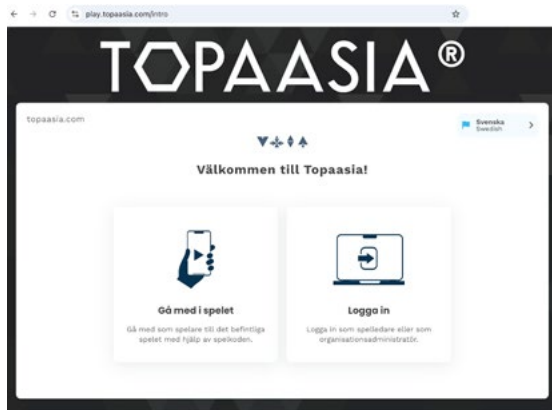 play.topaasia.com/intro
TOPAASIA®
topaasia.com
Svenska
Swedish
Välkommen till Topaasia!
Gå med i spelet
Gå med som spelare till det befintliga
spelet med hjälp av spelkoden.
Logga in
Logga in som spelledare eller som
organisationsadministratör.